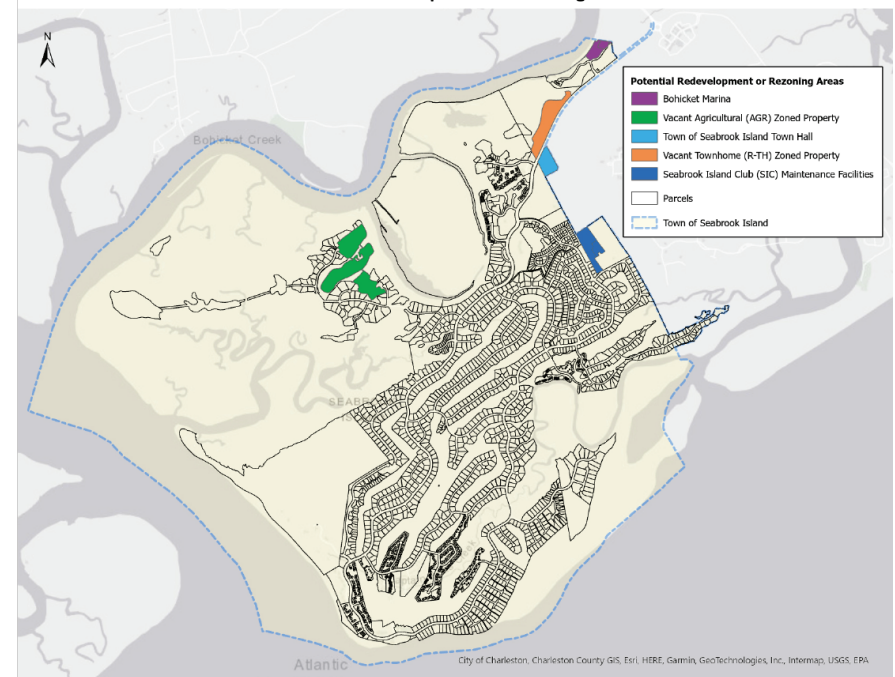 N
Potential Redevelopment or Rezoning Areas
Bohicket Marina
Vacant Agricultural (AGR) Zoned Property
Town of Seabrook Island Town Hall
Vacant Townhome (R-TH) Zoned Property
Seabrook Island Club (SIC) Maintenance Facilities
Parcels
Town of Seabrook Island
Bohicket Creek
Atlantic
City of Charleston, Charleston County GIS, Esri, HERE, Garmin, GeoTechnologies, Inc., Intermap, USGS, EPA